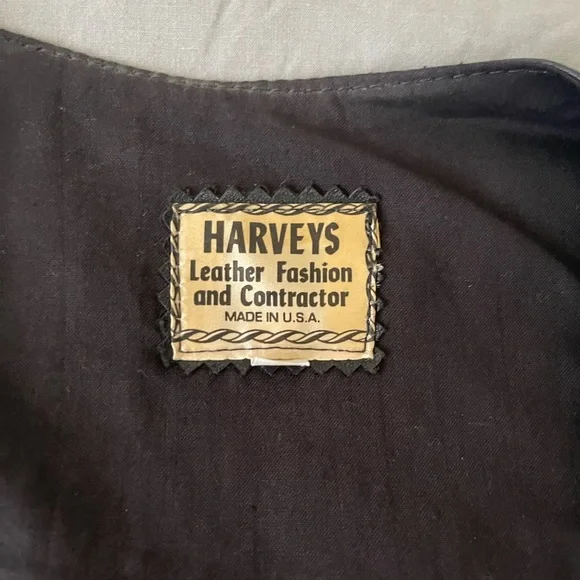 HARVEYS
Leather Fashion
and Contractor
MADE IN U.S.A.